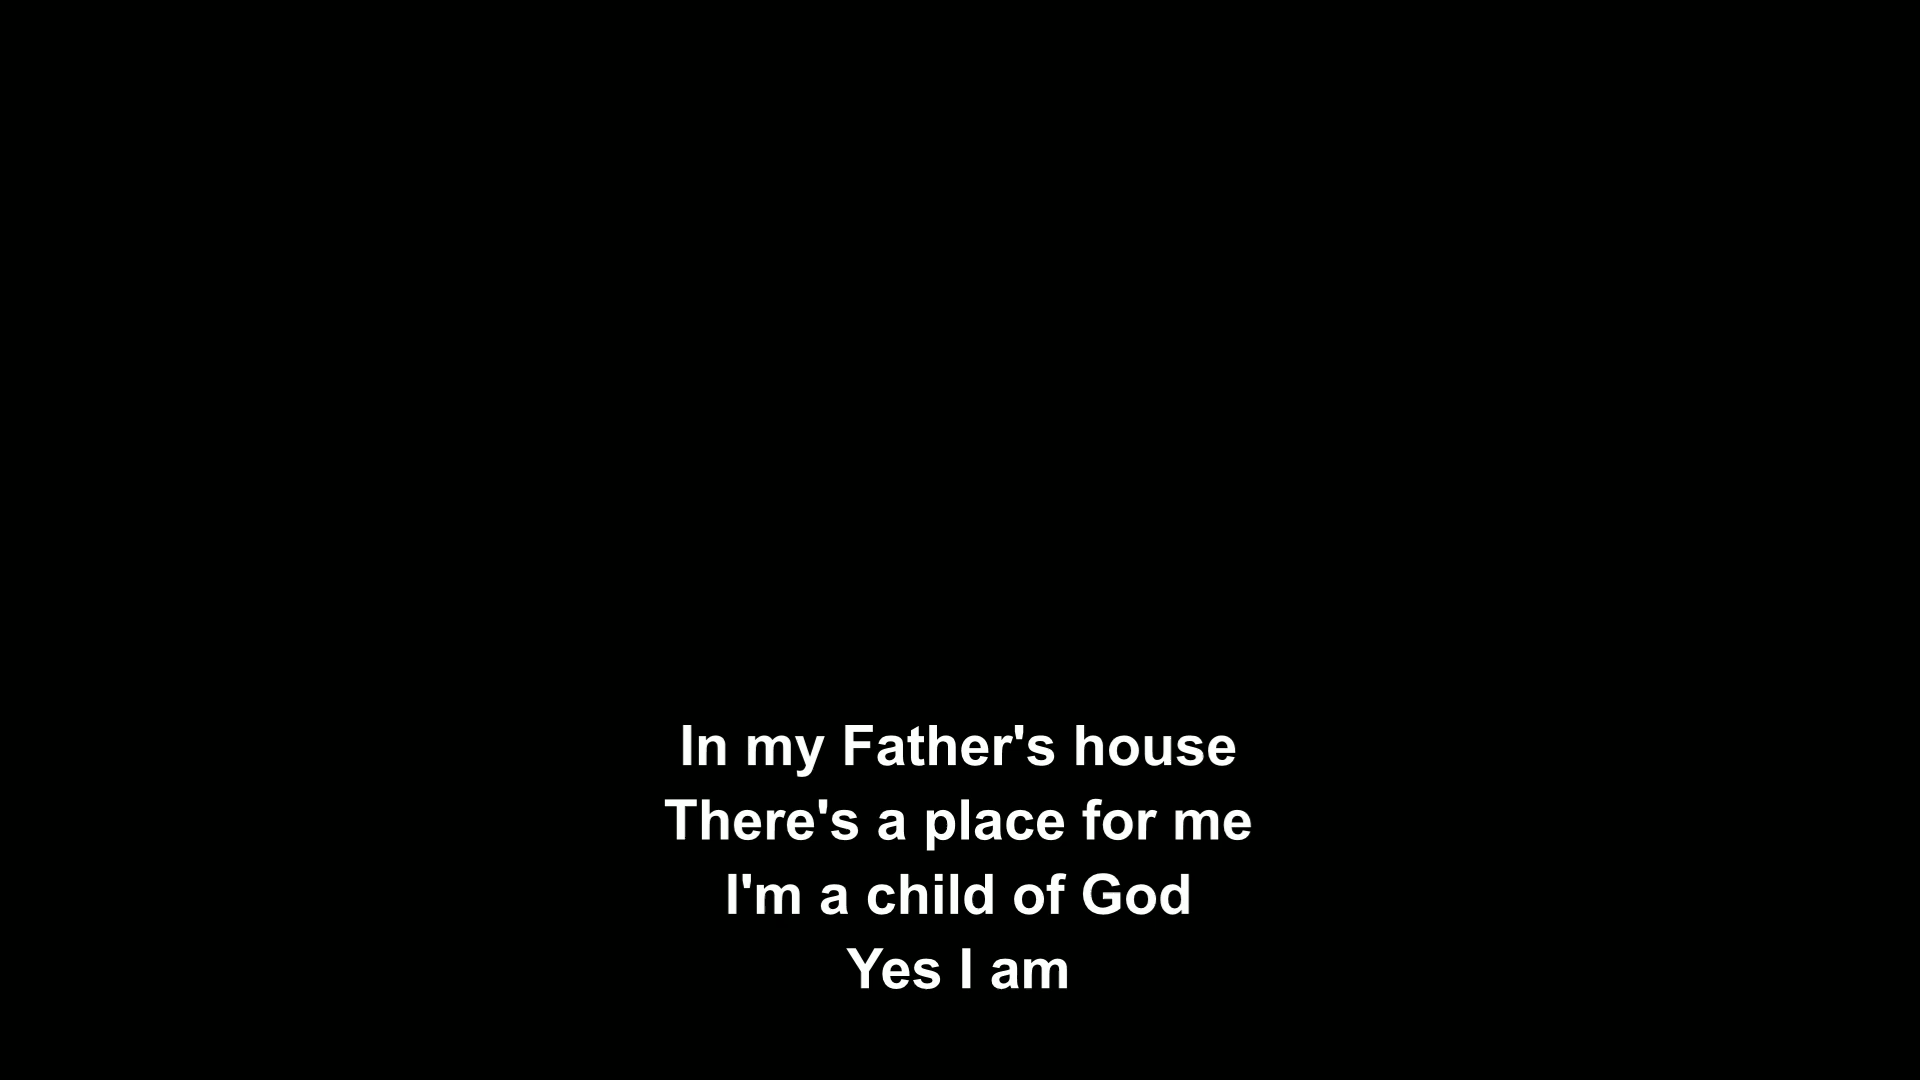 In my Father's house
There's a place for me
I'm a child of God
Yes I am